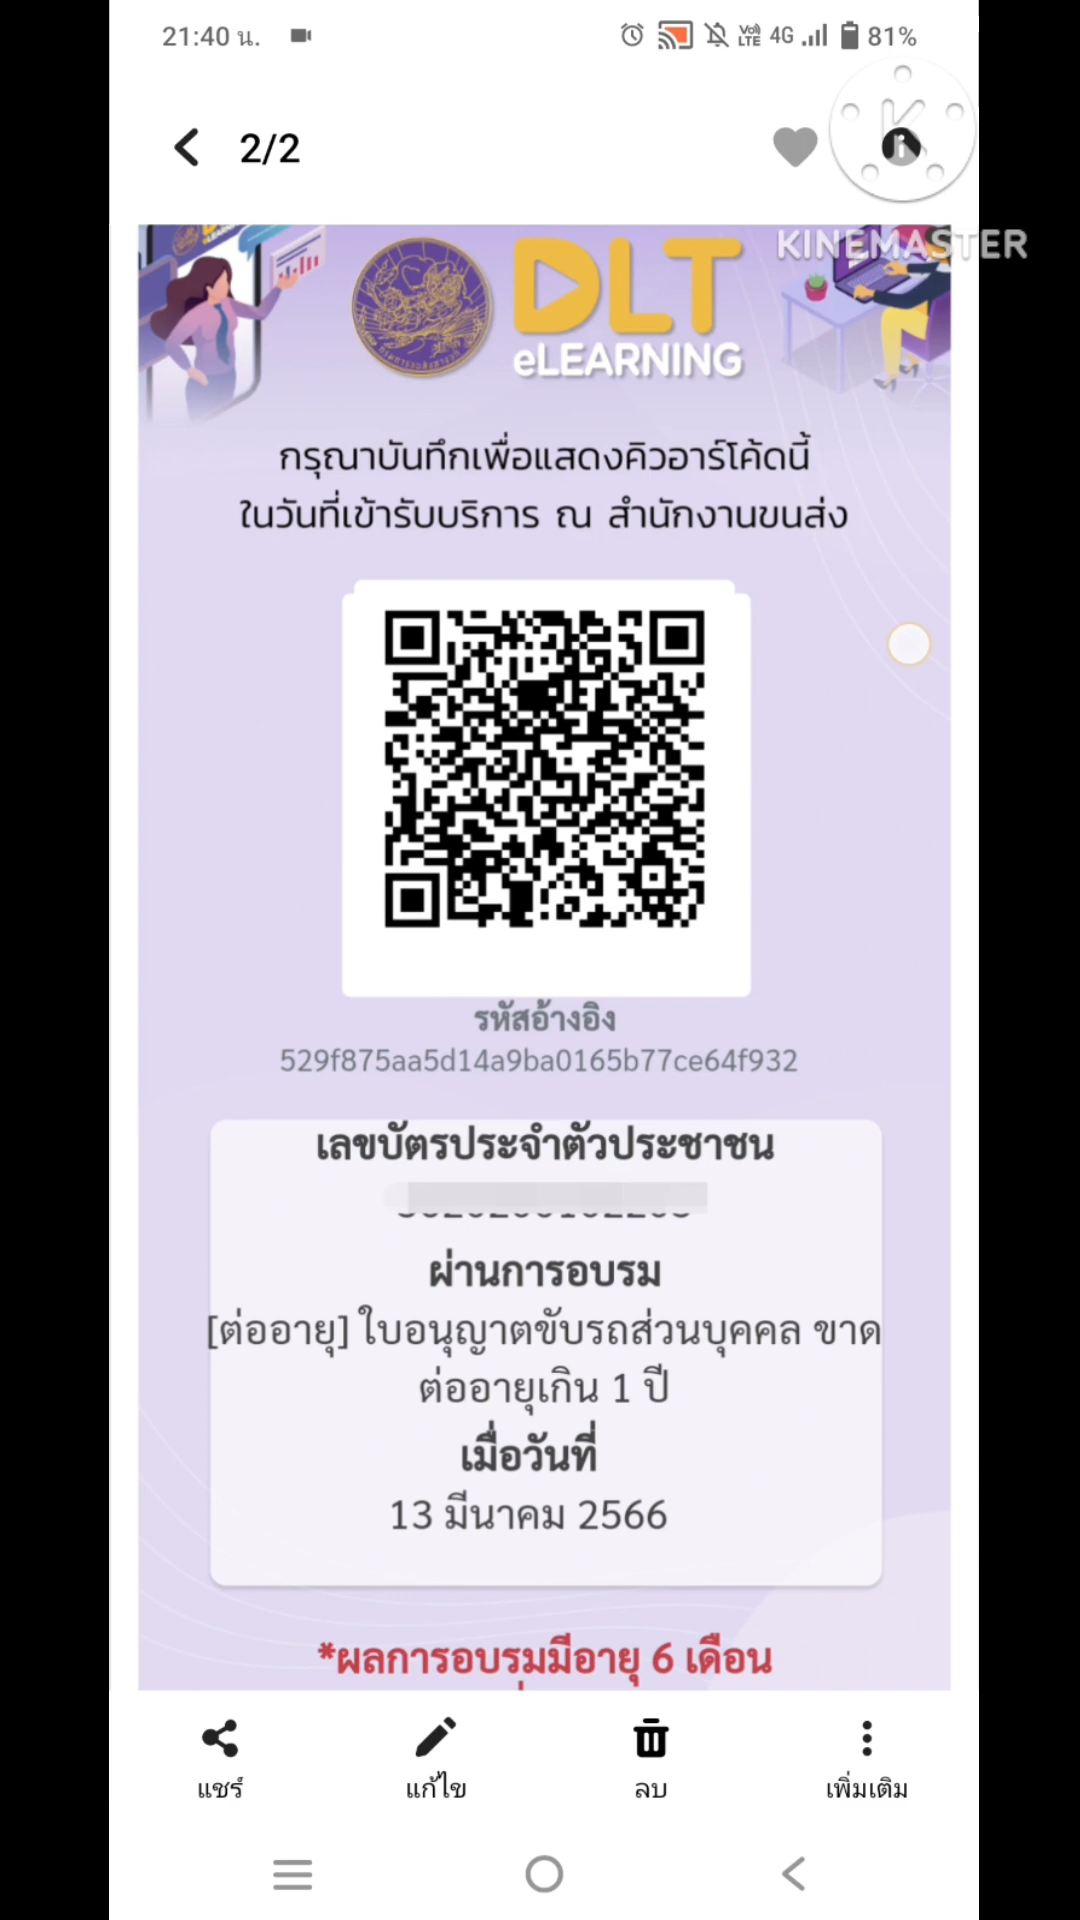 21:40 น.
Vo) LTE 4G 81%
2/2
KINEMASTER
DLT
eLEARNING
กรุณาบันทึกเพื่อแสดงคิวอาร์โค้ดนี้
ในวันที่เข้ารับบริการ ณ สำนักงานขนส่ง
รหัสอ้างอิง
529f875aa5d14a9ba0165b77ce64f932
เลขบัตรประจำตัวประชาชน
ผ่านการอบรม
[ต่ออายุ] ใบอนุญาตขับรถส่วนบุคคล ขาด
ต่ออายุเกิน 1 ปี
เมื่อวันที่
13 มีนาคม 2566
*ผลการอบรมมีอายุ 6 เดือน
แชร์
แก้ไข
ลบ
เพิ่มเติม